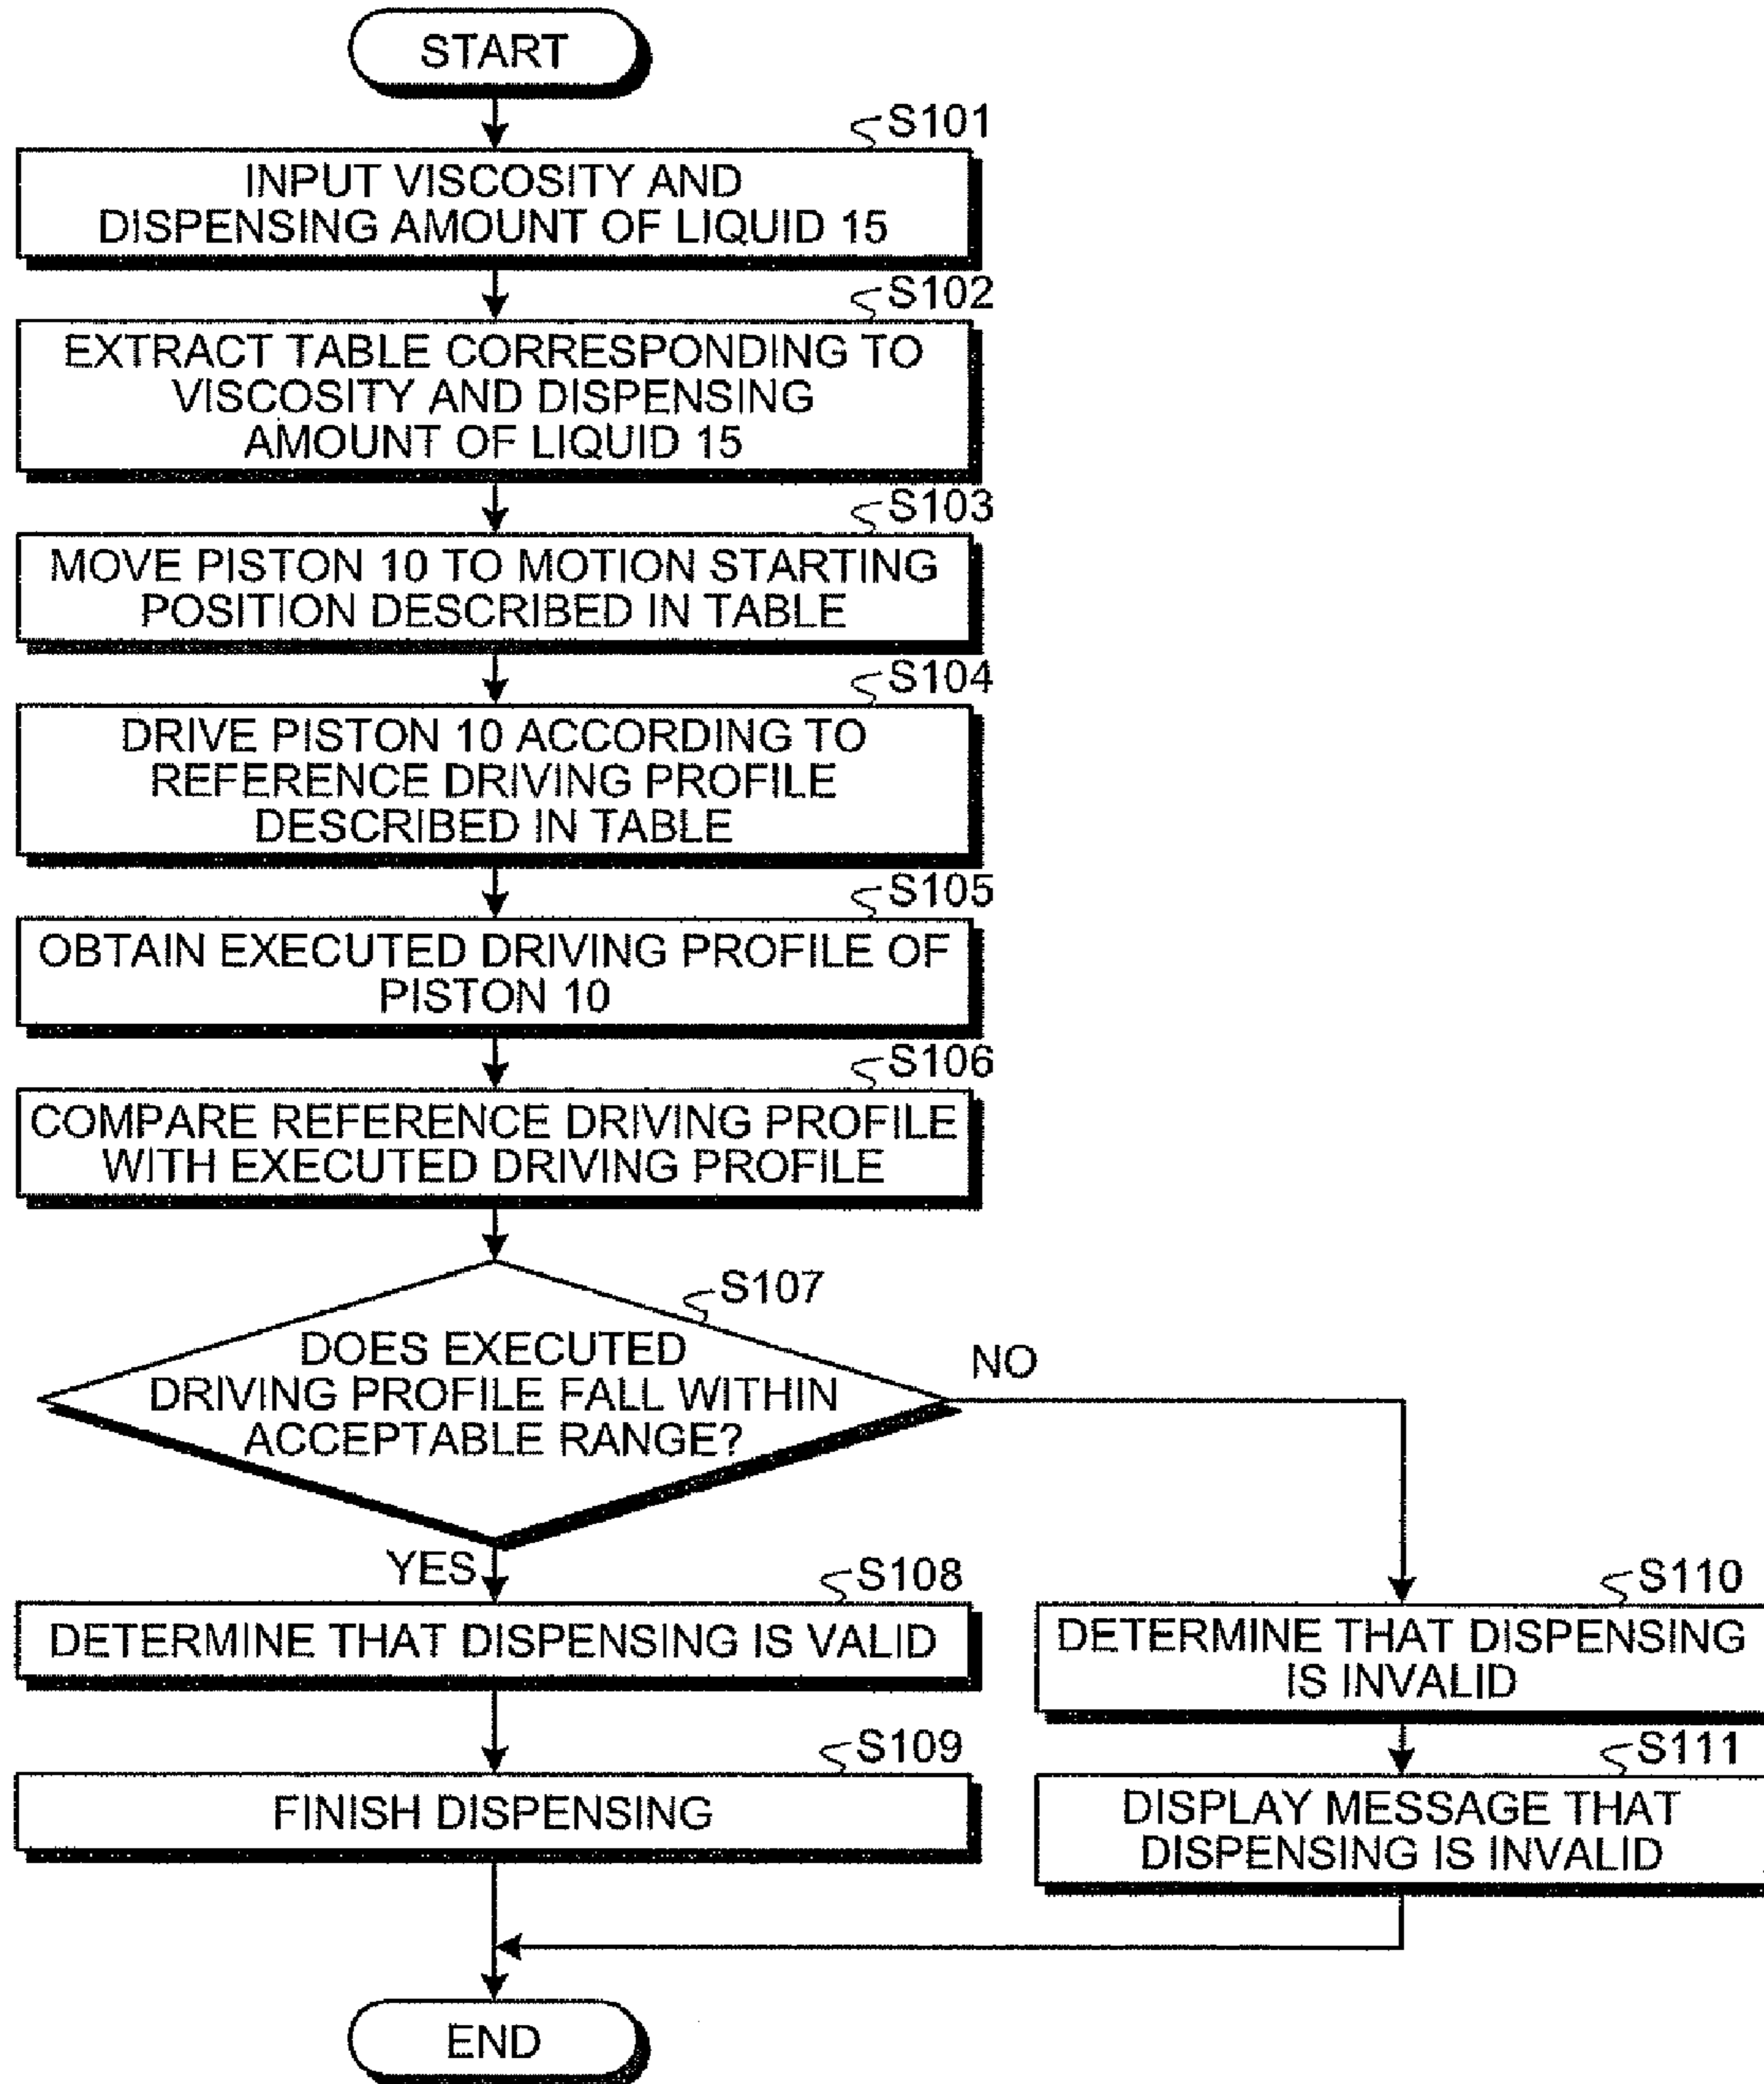 START
S101
INPUT VISCOSITY AND
DISPENSING AMOUNT OF LIQUID 15
S102
EXTRACT TABLE CORRESPONDING TO
VISCOSITY AND DISPENSING
AMOUNT OF LIQUID 15
S103
MOVE PISTON 10 TO MOTION STARTING
POSITION DESCRIBED IN TABLE
S104
DRIVE PISTON 10 ACCORDING TO
REFERENCE DRIVING PROFILE
DESCRIBED IN TABLE
S105
OBTAIN EXECUTED DRIVING PROFILE OF
PISTON 10
S106
COMPARE REFERENCE DRIVING PROFILE
WITH EXECUTED DRIVING PROFILE
S107
DOES EXECUTED
DRIVING PROFILE FALL WITHIN
ACCEPTABLE RANGE?
NO
YES
S108
DETERMINE THAT DISPENSING IS VALID
S109
FINISH DISPENSING
S110
DETERMINE THAT DISPENSING
IS INVALID
S111
DISPLAY MESSAGE THAT
DISPENSING IS INVALID
END